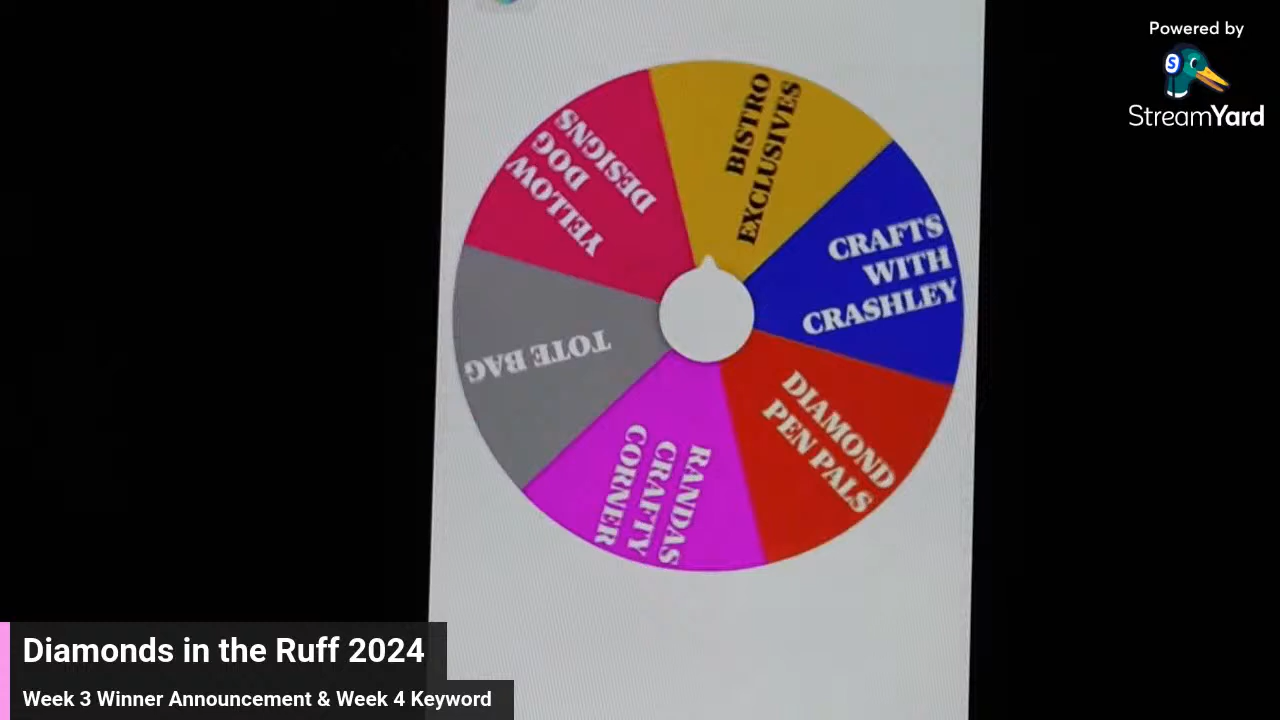 Powered by
StreamYard
BISTRO
EXCLUSIVES
CRAFTS
WITH
CRASHLEY
DIAMOND
PEN PALS
RANDAS
CRAFTY
CORNER
TOTE BAG
YELLOW
DOG
DESIGNS
Diamonds in the Ruff 2024
Week 3 Winner Announcement & Week 4 Keyword